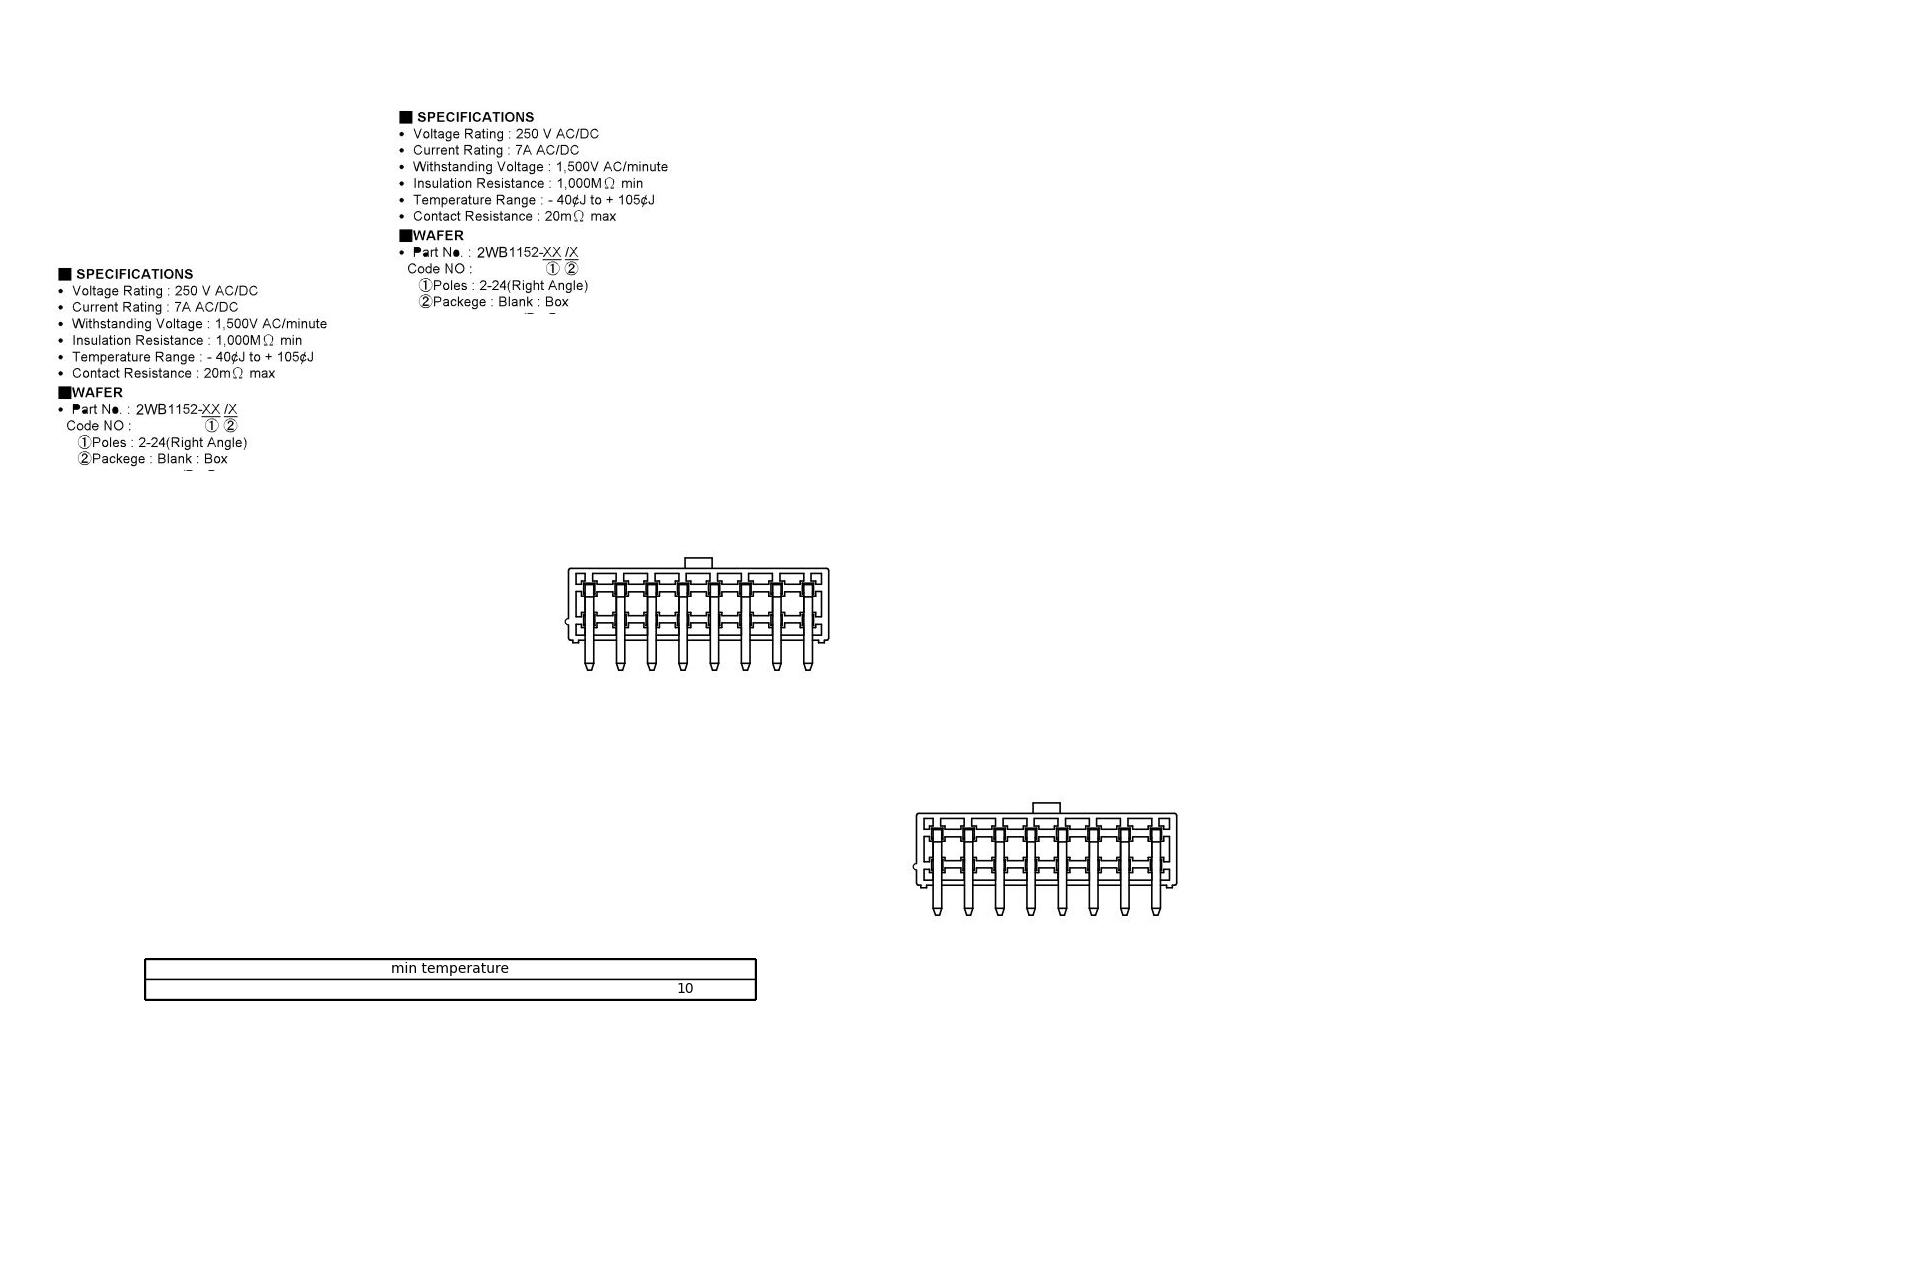 ■ SPECIFICATIONS
• Voltage Rating : 250 V AC/DC
• Current Rating : 7A AC/DC
• Withstanding Voltage : 1,500V AC/minute
• Insulation Resistance : 1,000MΩ min
• Temperature Range : - 40¢J to + 105¢J
• Contact Resistance : 20mΩ max
■WAFER
• Part No. : 2WB1152-XX /X
Code NO : ① ②
①Poles : 2-24(Right Angle)
②Packege : Blank : Box
■ SPECIFICATIONS
• Voltage Rating : 250 V AC/DC
• Current Rating : 7A AC/DC
• Withstanding Voltage : 1,500V AC/minute
• Insulation Resistance : 1,000MΩ min
• Temperature Range : - 40¢J to + 105¢J
• Contact Resistance : 20mΩ max
■WAFER
• Part No. : 2WB1152-XX /X
Code NO : ① ②
①Poles : 2-24(Right Angle)
②Packege : Blank : Box
min temperature
10